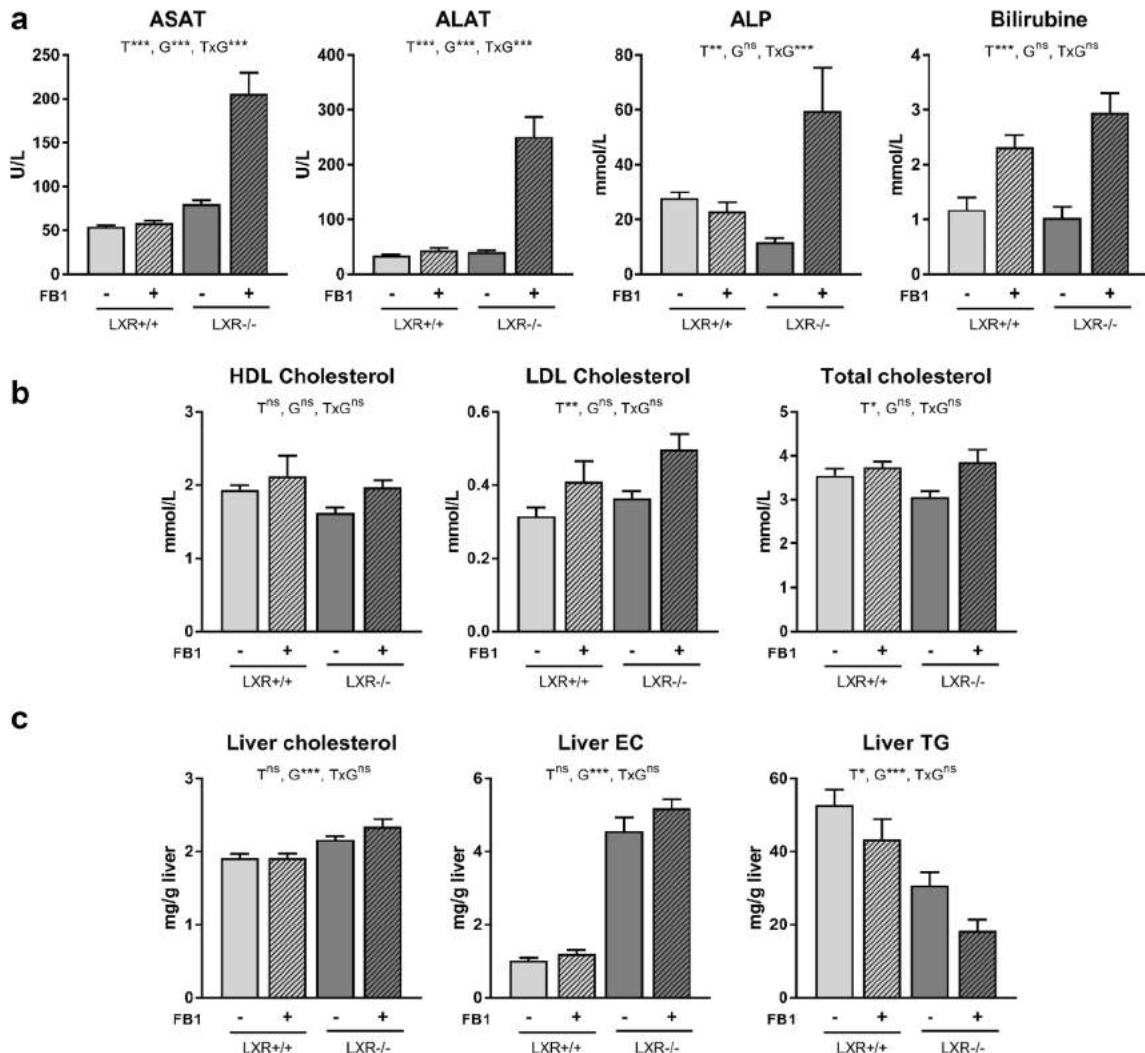 a
ASAT ALAT ALP Bilirubine
T***, G***, TxG*** T***, G***, TxG*** T**, Gns, TxG*** T***, Gns, TxGns
250 400 80 4
200 300 60 3
150 200 40 2
100 100 20 1
50 0 0 0
0
U/L U/L mmol/L mmol/L
FB1 - + - + FB1 - + - + FB1 - + - + FB1 - + - +
LXR+/+ LXR-/- LXR+/+ LXR-/- LXR+/+ LXR-/- LXR+/+ LXR-/-
b
HDL Cholesterol LDL Cholesterol Total cholesterol
Tns, Gns, TxGns T**, Gns, TxGns T*, Gns, TxGns
3 0.6 5
2 0.4 4
1 0.2 3
0 0.0 2
1
0
mmol/L mmol/L mmol/L
FB1 - + - + FB1 - + - + FB1 - + - +
LXR+/+ LXR-/- LXR+/+ LXR-/- LXR+/+ LXR-/-
c
Liver cholesterol Liver EC Liver TG
Tns, G***, TxGns Tns, G***, TxGns T*, G***, TxGns
3 6 60
2 4 40
1 2 20
0 0 0
mg/g liver mg/g liver mg/g liver
FB1 - + - + FB1 - + - + FB1 - + - +
LXR+/+ LXR-/- LXR+/+ LXR-/- LXR+/+ LXR-/-